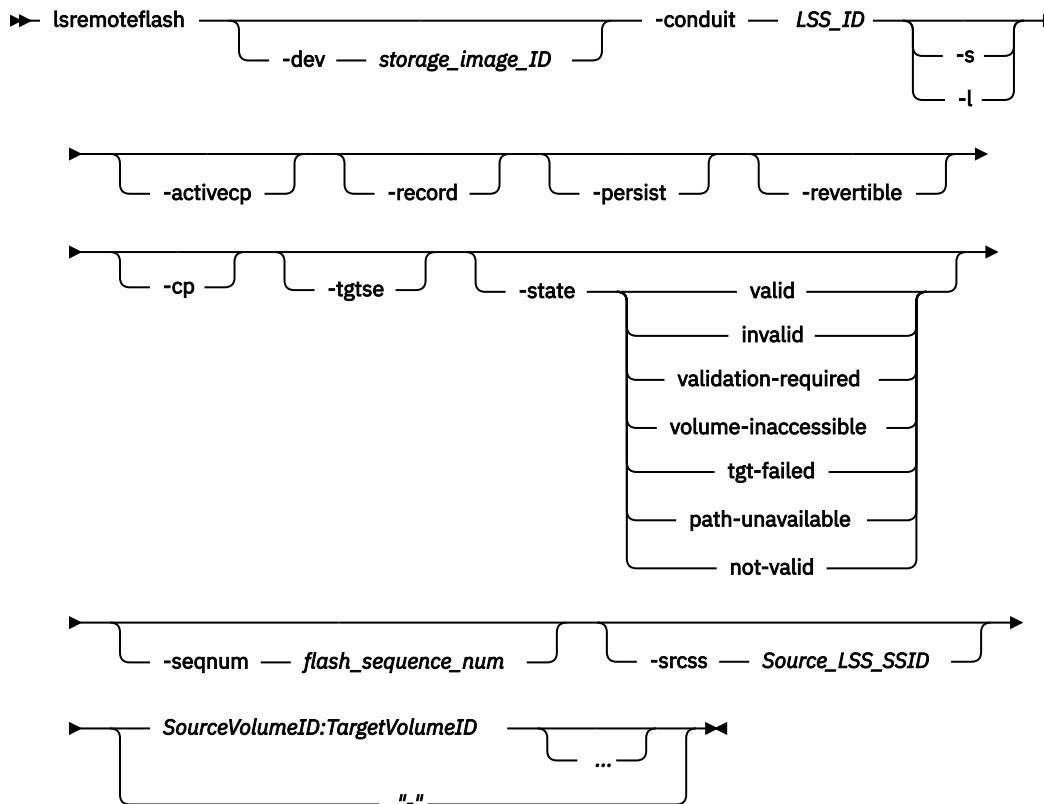 lsremoteflash -conduit LSS_ID
-dev storage_image_ID -s
-l
-activecp -record -persist -revertible
-cp -tgtse -state valid
invalid
validation-required
volume-inaccessible
tgt-failed
path-unavailable
not-valid
-seqnum flash_sequence_num -srcss Source_LSS_SSID
SourceVolumeID:TargetVolumeID
...
"-"